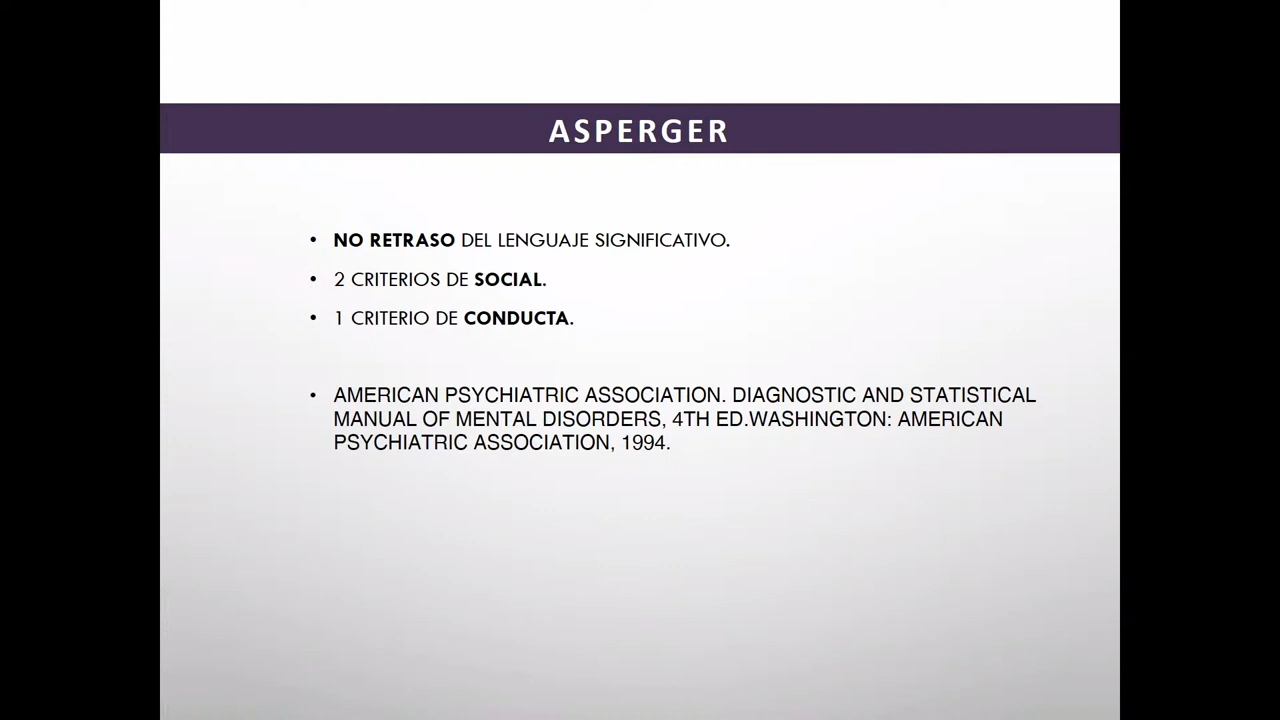 ASPERGER
• NO RETRASO DEL LENGUAJE SIGNIFICATIVO.
• 2 CRITERIOS DE SOCIAL.
• 1 CRITERIO DE CONDUCTA.
• AMERICAN PSYCHIATRIC ASSOCIATION. DIAGNOSTIC AND STATISTICAL
MANUAL OF MENTAL DISORDERS, 4TH ED.WASHINGTON: AMERICAN
PSYCHIATRIC ASSOCIATION, 1994.